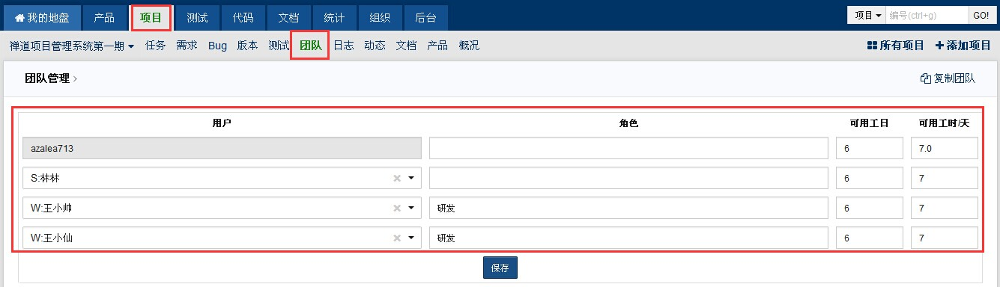 我的地盘 产品 项目 测试 代码 文档 统计 组织 后台 项目 编号(ctrl+g) GO!
禅道项目管理系统第一期 任务 需求 Bug 版本 测试 团队 日志 动态 文档 产品 概况 所有项目 添加项目
团队管理 › 复制团队
用户 角色 可用工日 可用工时/天
azalea713 6 7.0
S:林林 6 7
W:王小帅 研发 6 7
W:王小仙 研发 6 7
保存